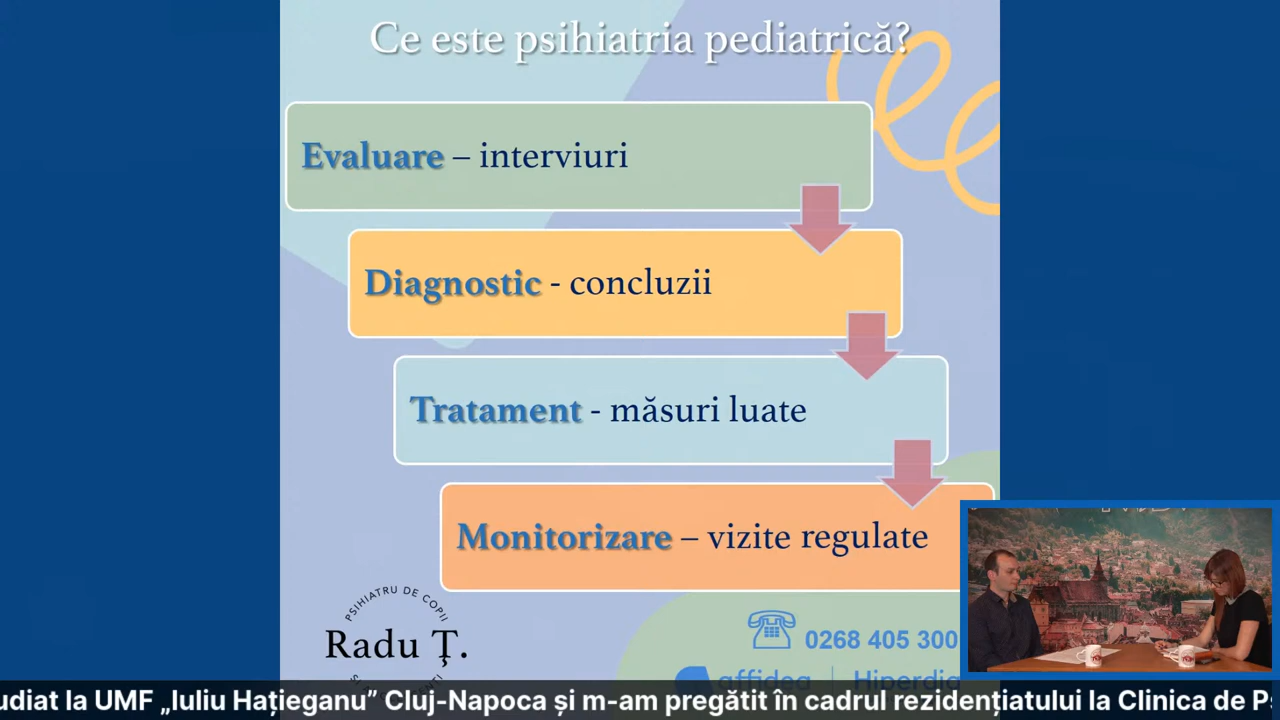 Ce este psihiatria pediatrică?
Evaluare – interviuri
Diagnostic - concluzii
Tratament - măsuri luate
Monitorizare – vizite regulate
PSIHIATRU DE COPII
Radu Ț.
0268 405 300
affidea | Hiperdia
udiat la UMF „Iuliu Hațieganu” Cluj-Napoca și m-am pregătit în cadrul rezidențiatului la Clinica de Ps